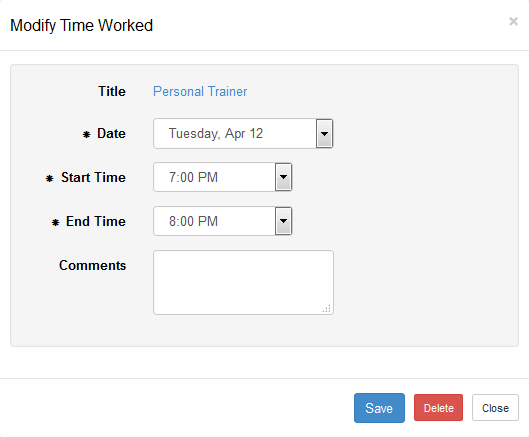 Modify Time Worked ×
Title Personal Trainer
* Date Tuesday, Apr 12
* Start Time 7:00 PM
* End Time 8:00 PM
Comments
Save Delete Close